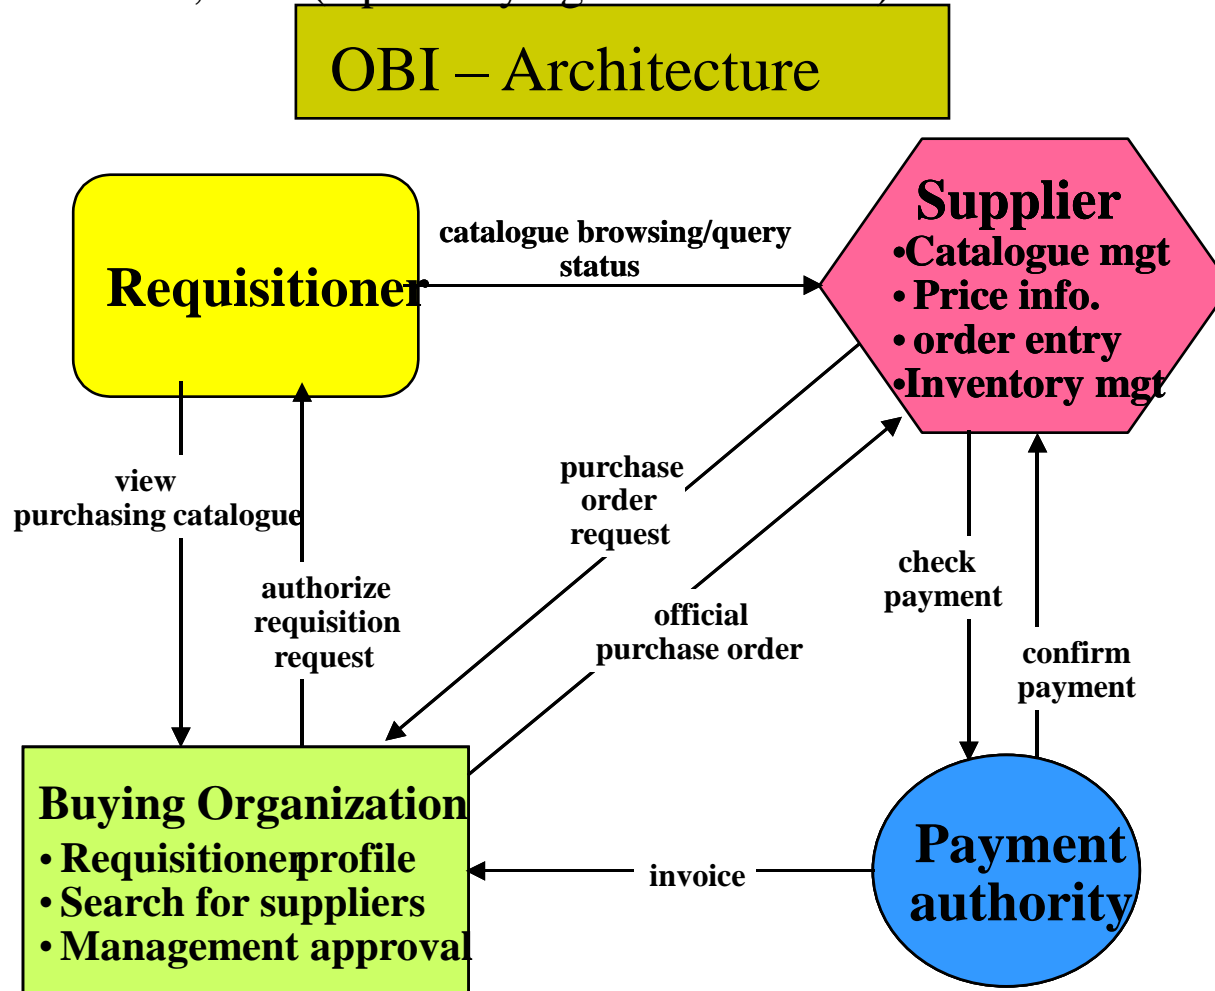 OBI – Architecture
Requisitioner
catalogue browsing/query
status
Supplier
•Catalogue mgt
• Price info.
• order entry
•Inventory mgt
view
purchasing catalogue
authorize
requisition
request
purchase
order
request
official
purchase order
check
payment
confirm
payment
Buying Organization
• Requisitionerprofile
• Search for suppliers
• Management approval
invoice
Payment
authority